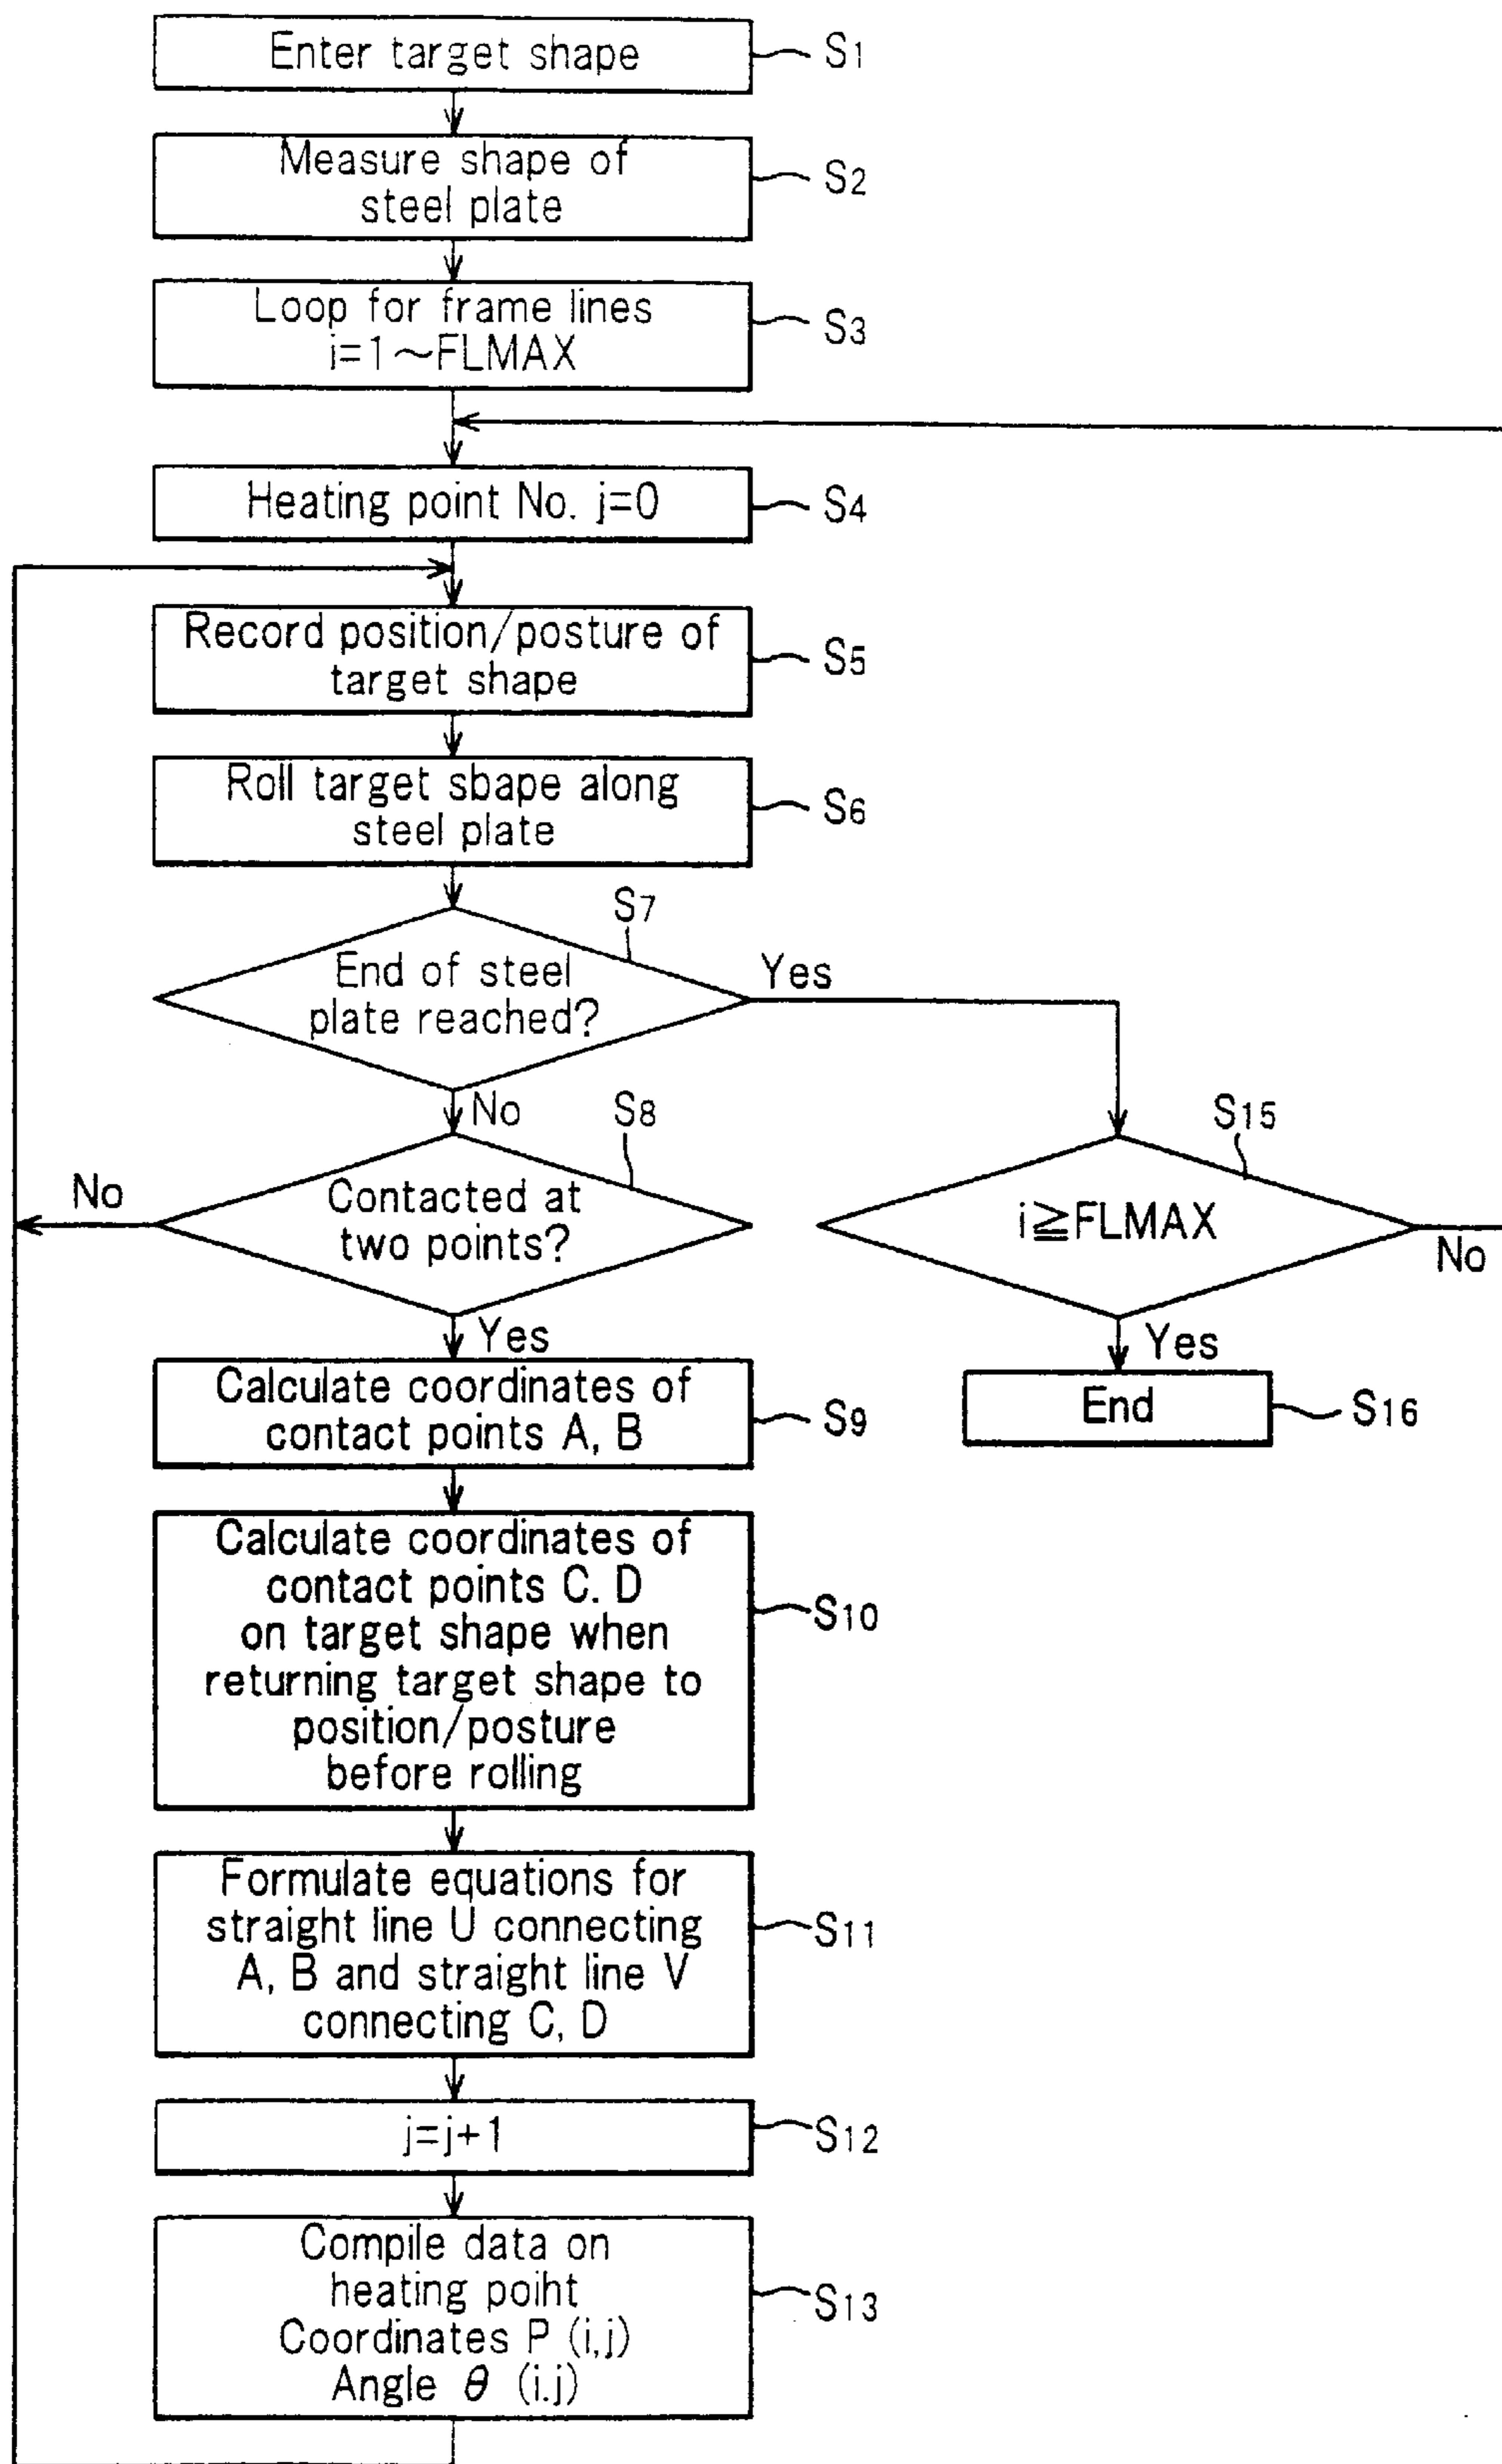 Enter target shape
S1
Measure shape of
steel plate
S2
Loop for frame lines
i=1~FLMAX
S3
Heating point No. j=0
S4
Record position/posture of
target shape
S5
Roll target sbape along
steel plate
S6
S7
End of steel
plate reached?
Yes
No
S8
Contacted at
two points?
No
Yes
S15
i≧FLMAX
No
Yes
End
S16
Calculate coordinates of
contact points A, B
S9
Calculate coordinates of
contact points C. D
on target shape when
returning target shape to
position/posture
before rolling
S10
Formulate equations for
straight line U connecting
A, B and straight line V
connecting C, D
S11
j=j+1
S12
Compile data on
heating poiht
Coordinates P (i,j)
Angle θ (i.j)
S13